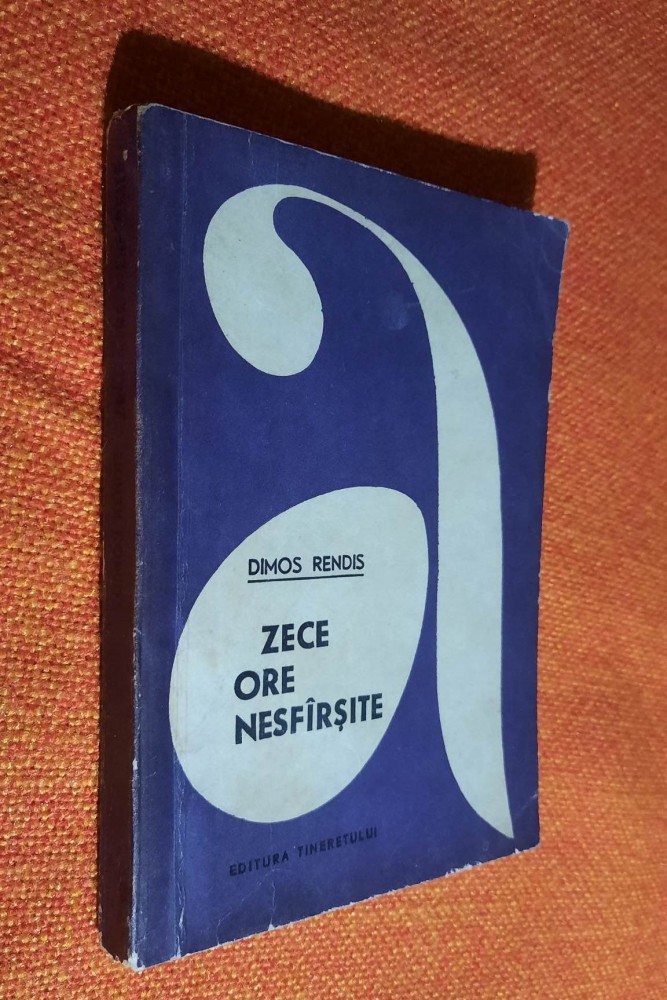 a
DIMOS RENDIS
ZECE
ORE
NESFÎRȘITE
EDITURA TINERETULUI